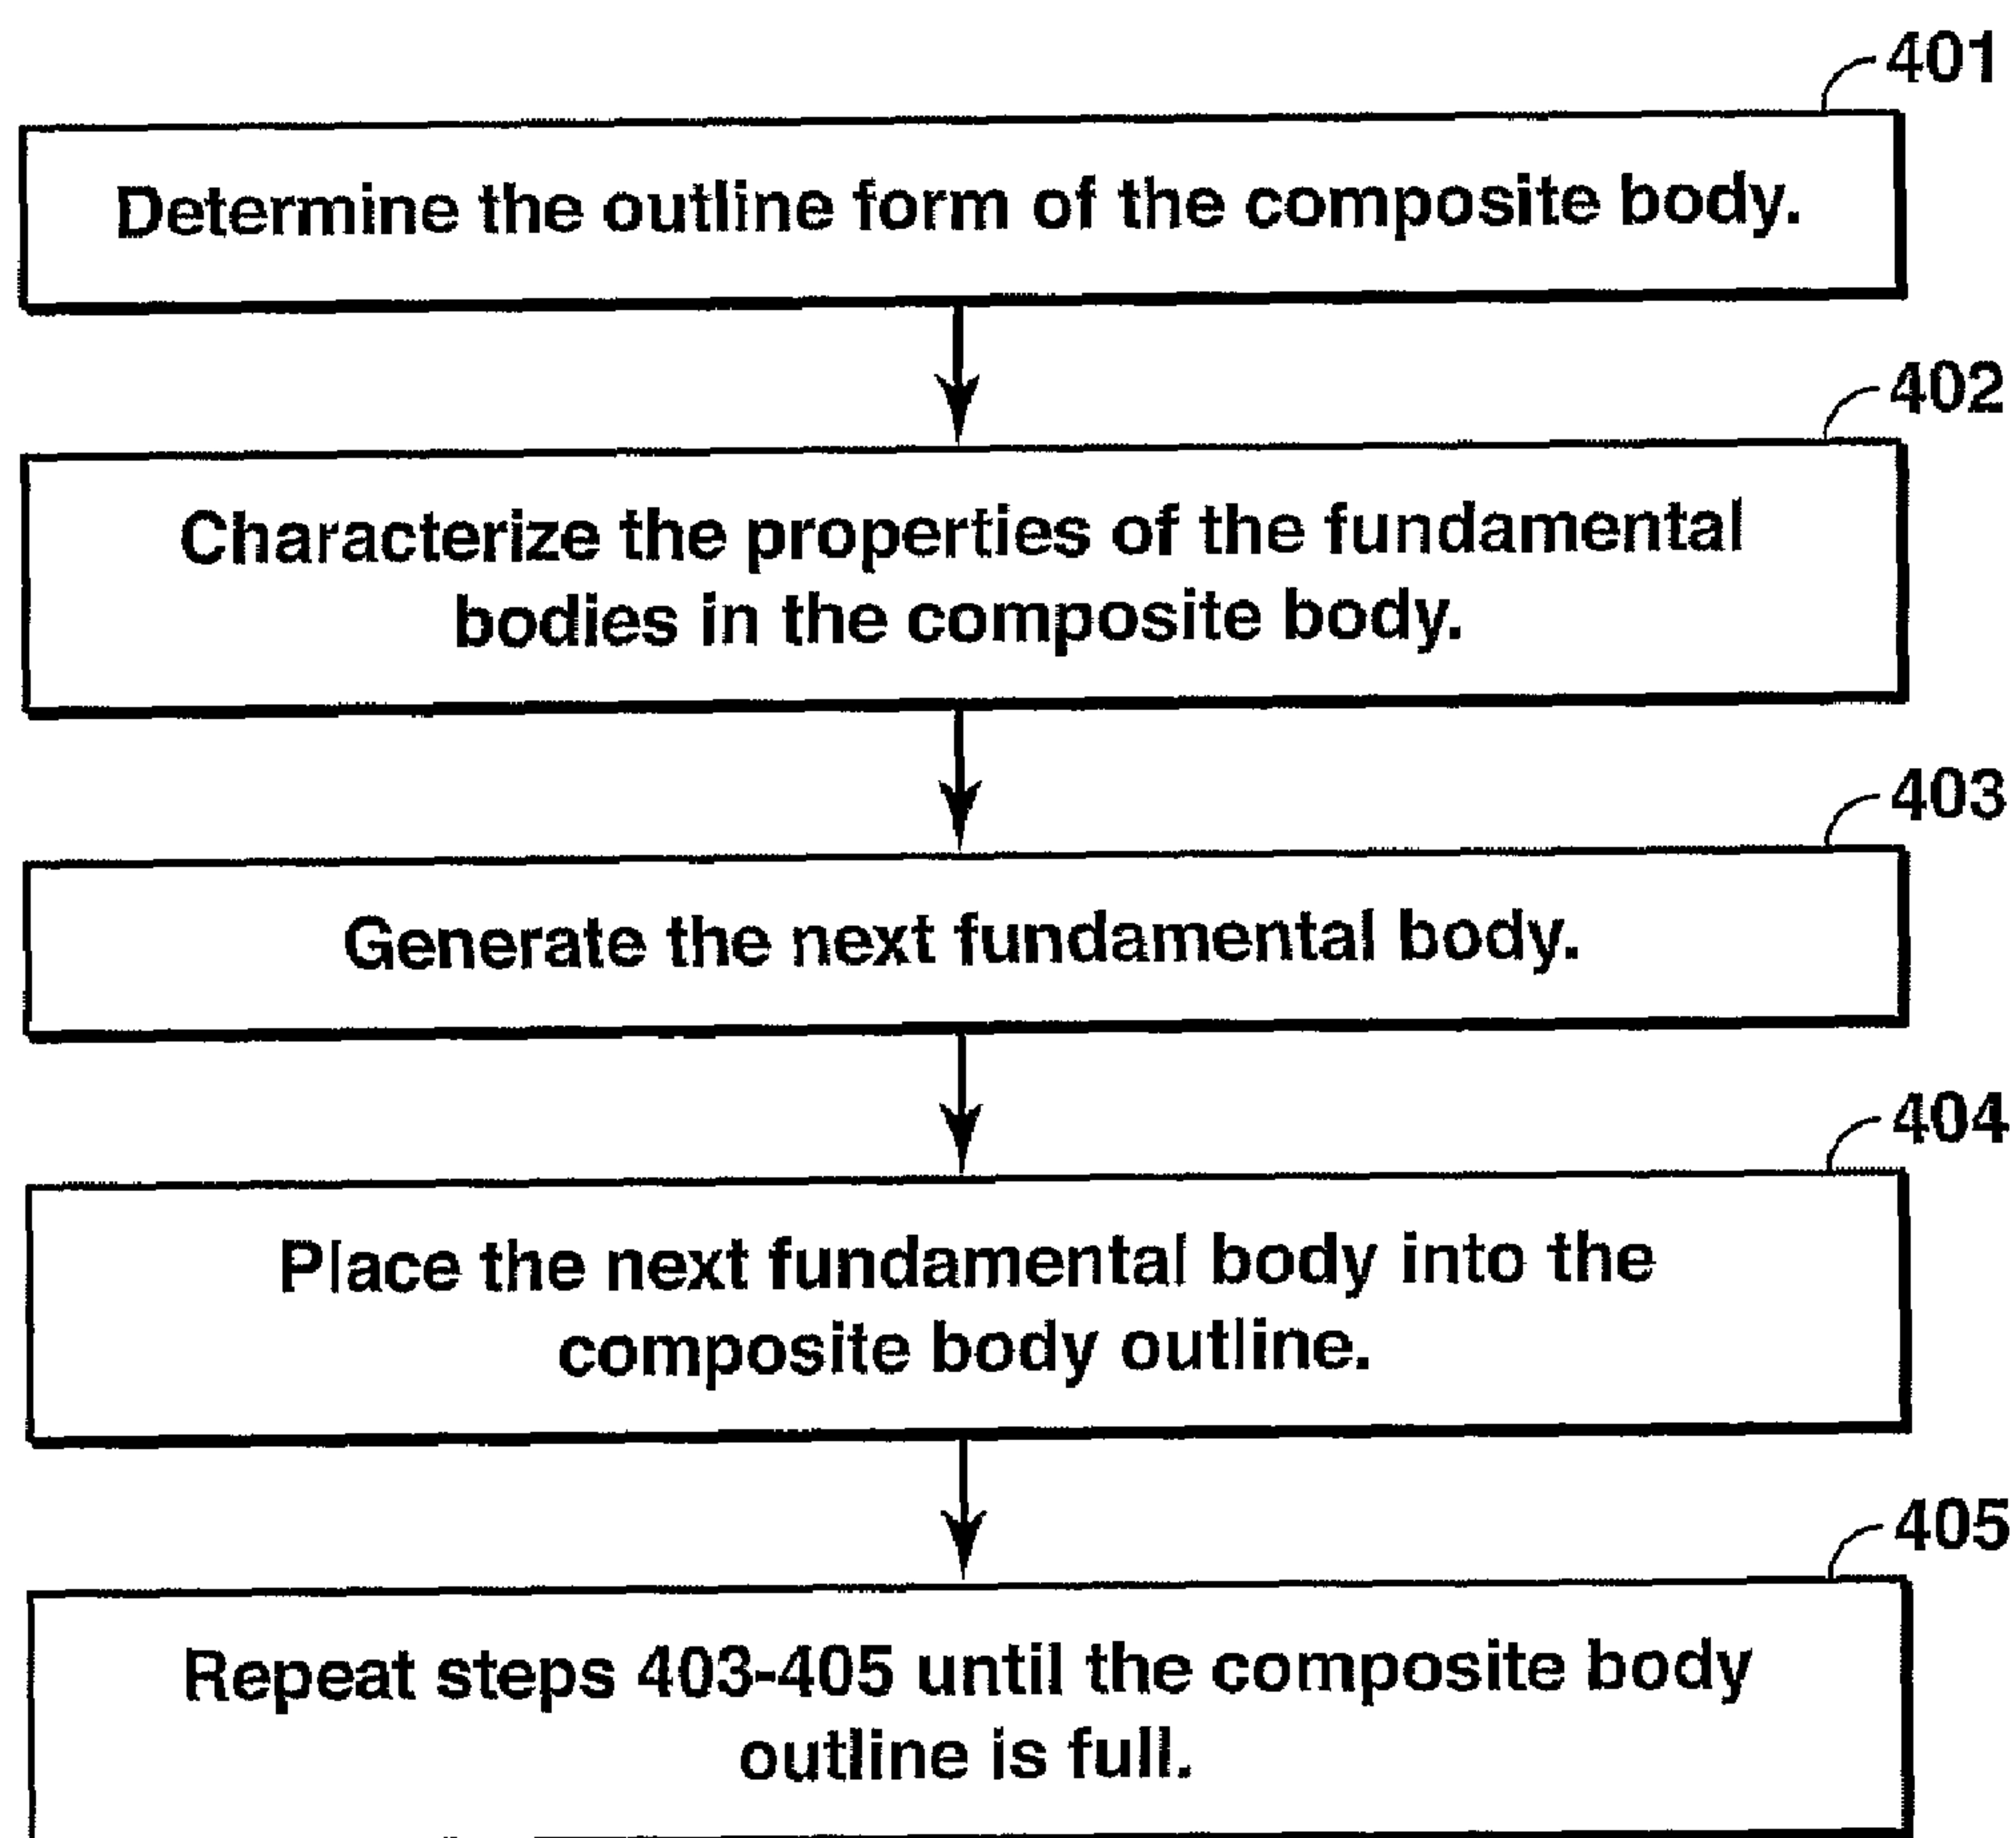 401
Determine the outline form of the composite body.
402
Characterize the properties of the fundamental
bodies in the composite body.
403
Generate the next fundamental body.
404
Place the next fundamental body into the
composite body outline.
405
Repeat steps 403-405 until the composite body
outline is full.